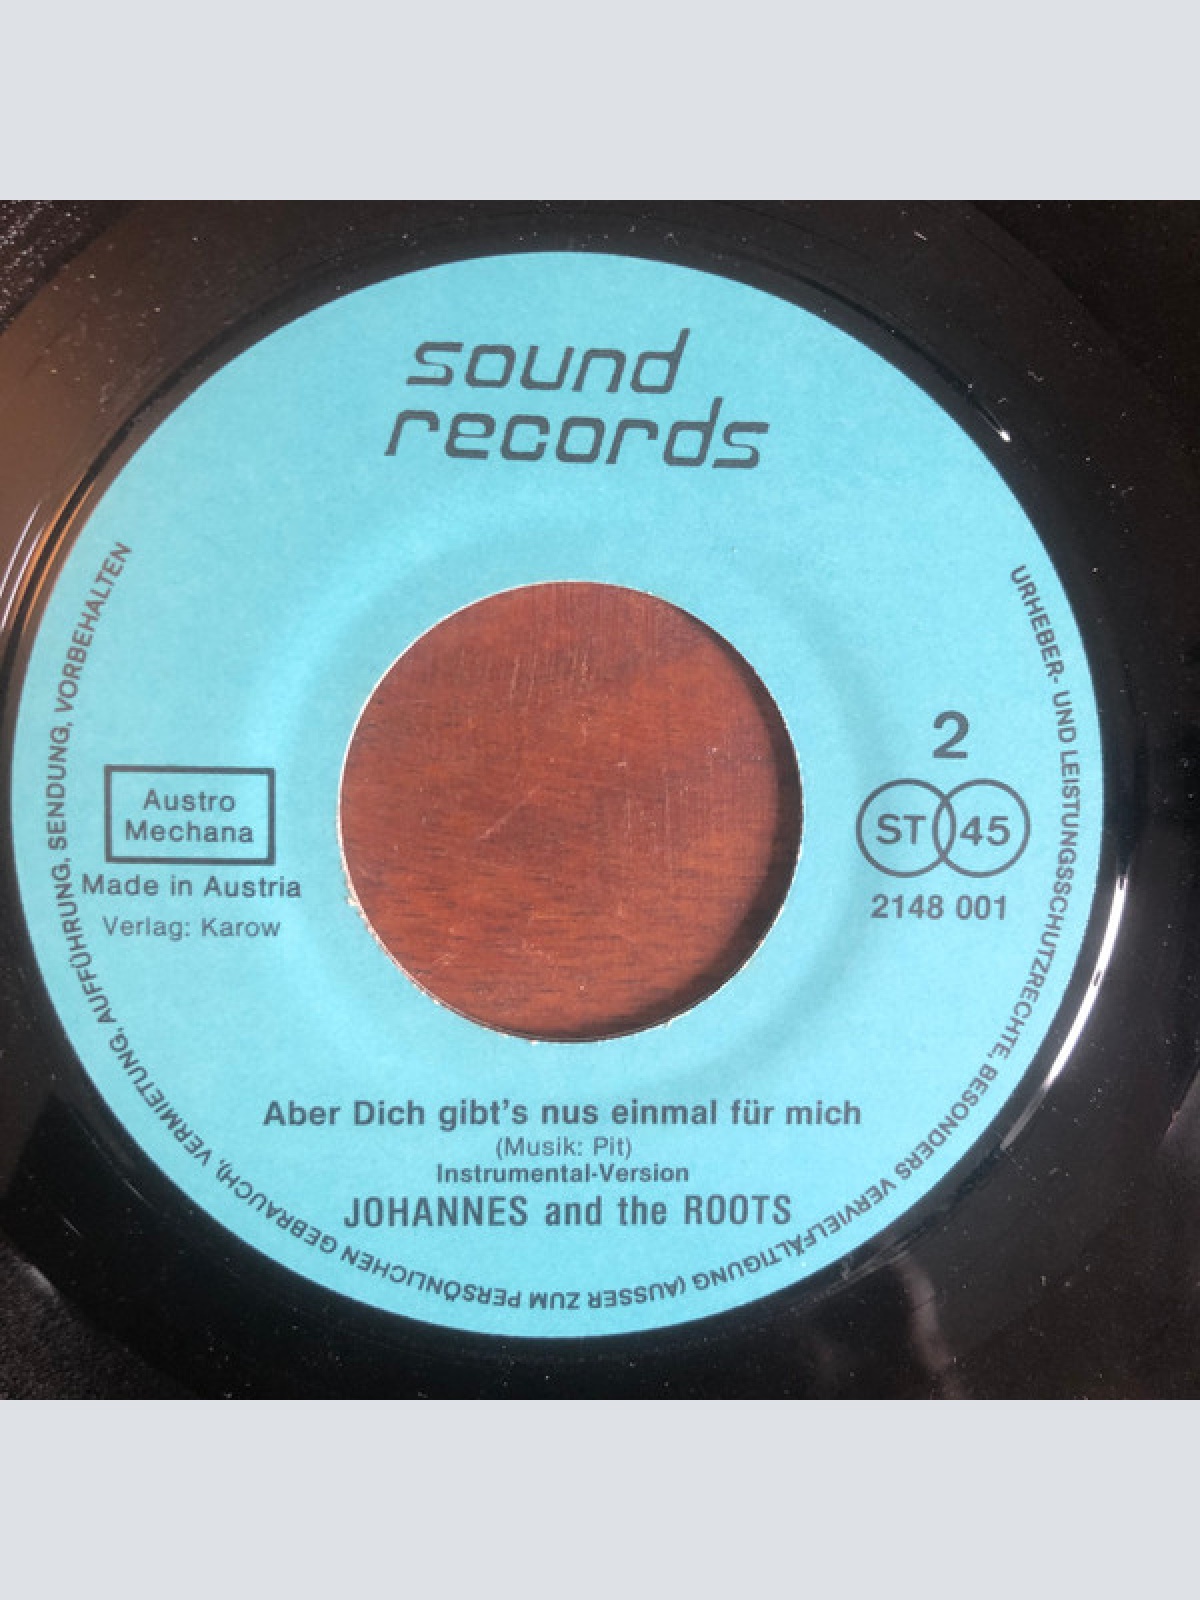 sound
records
2
ST 45
2148 001
Austro
Mechana
Made in Austria
Verlag: Karow
Aber Dich gibt's nus einmal für mich
(Musik: Pit)
Instrumental-Version
JOHANNES and the ROOTS
URHEBER- UND LEISTUNGSSCHUTZRECHTE, BESONDERS VERVIELFÄLTIGUNG (AUSSER ZUM PERSÖNLICHEN GEBRAUCH), VERMIETUNG, AUFFÜHRUNG, SENDUNG, VORBEHALTEN